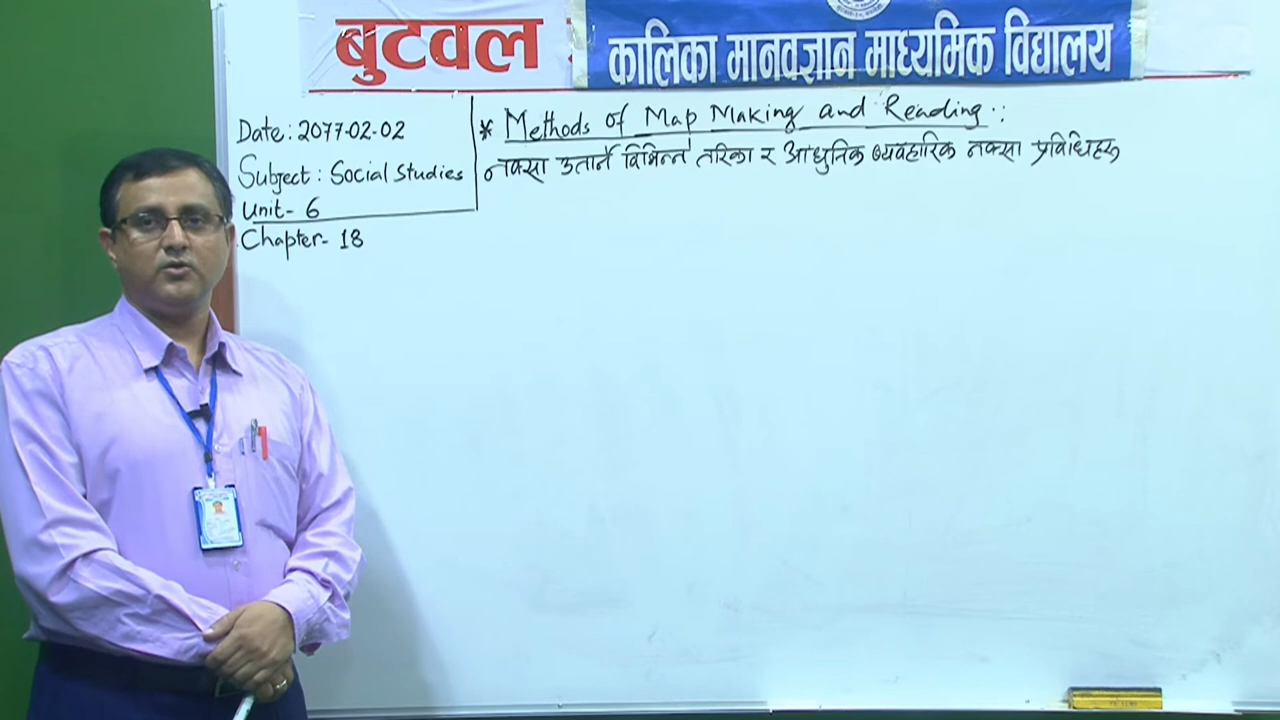 बुटवल
कालिका मानवज्ञान माध्यमिक विद्यालय
Date: 2077-02-02
Subject: Social Studies
Unit- 6
Chapter- 18
* Methods of Map Making and Reading :
नक्सा उतार्ने विभिन्न तरिका र आधुनिक व्यवहारिक नक्सा प्रविधिहरू